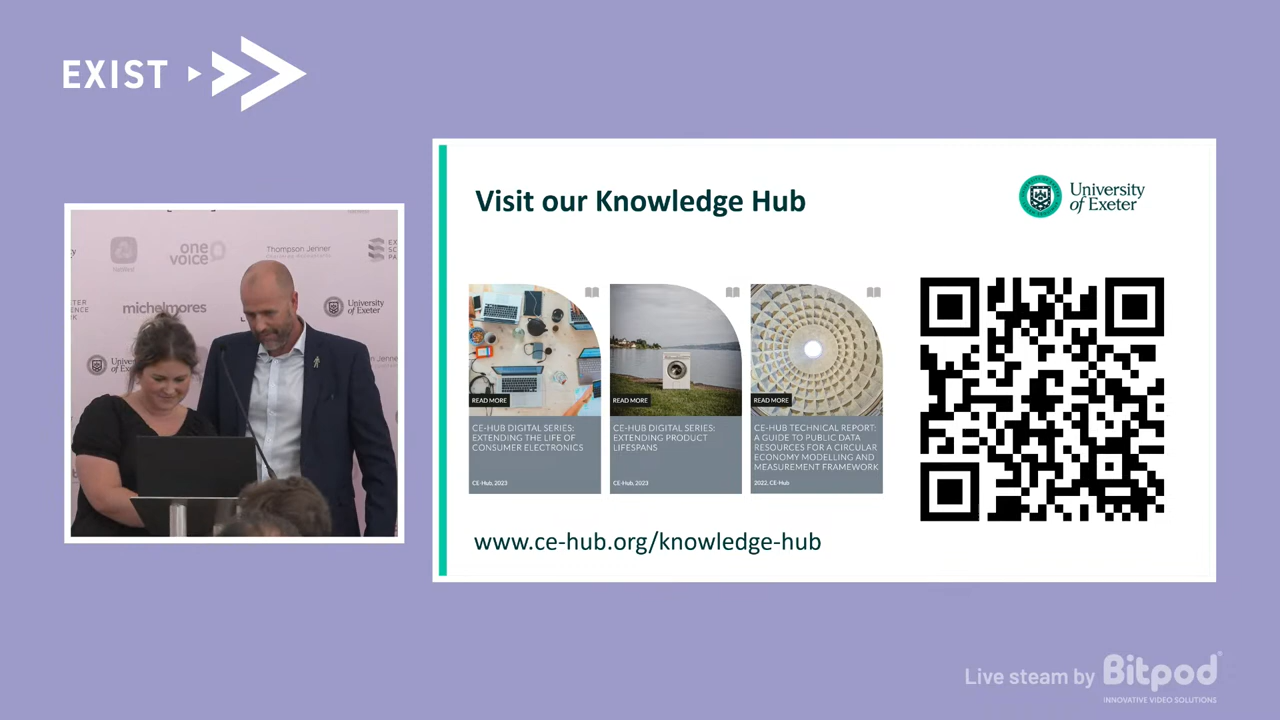 EXIST
one
voice
Thompson Jenner
michelmores
University
of Exeter
Visit our Knowledge Hub
University
of Exeter
READ MORE
CE-HUB DIGITAL SERIES:
EXTENDING THE LIFE OF
CONSUMER ELECTRONICS
CE-Hub, 2023
READ MORE
CE-HUB DIGITAL SERIES:
EXTENDING PRODUCT
LIFESPANS
CE-Hub, 2023
READ MORE
CE-HUB TECHNICAL REPORT:
A GUIDE TO PUBLIC DATA
RESOURCES FOR A CIRCULAR
ECONOMY MODELLING AND
MEASUREMENT FRAMEWORK
2022, CE-Hub
www.ce-hub.org/knowledge-hub
Live steam by Bitpod
INNOVATIVE VIDEO SOLUTIONS